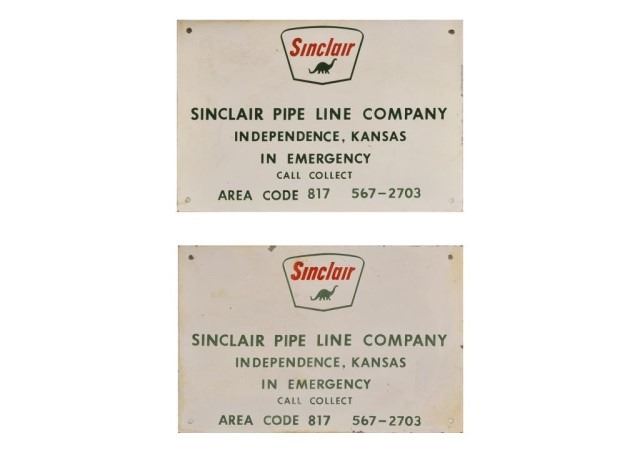 Sinclair
SINCLAIR PIPE LINE COMPANY
INDEPENDENCE, KANSAS
IN EMERGENCY
CALL COLLECT
AREA CODE 817 567-2703
Sinclair
SINCLAIR PIPE LINE COMPANY
INDEPENDENCE, KANSAS
IN EMERGENCY
CALL COLLECT
AREA CODE 817 567-2703